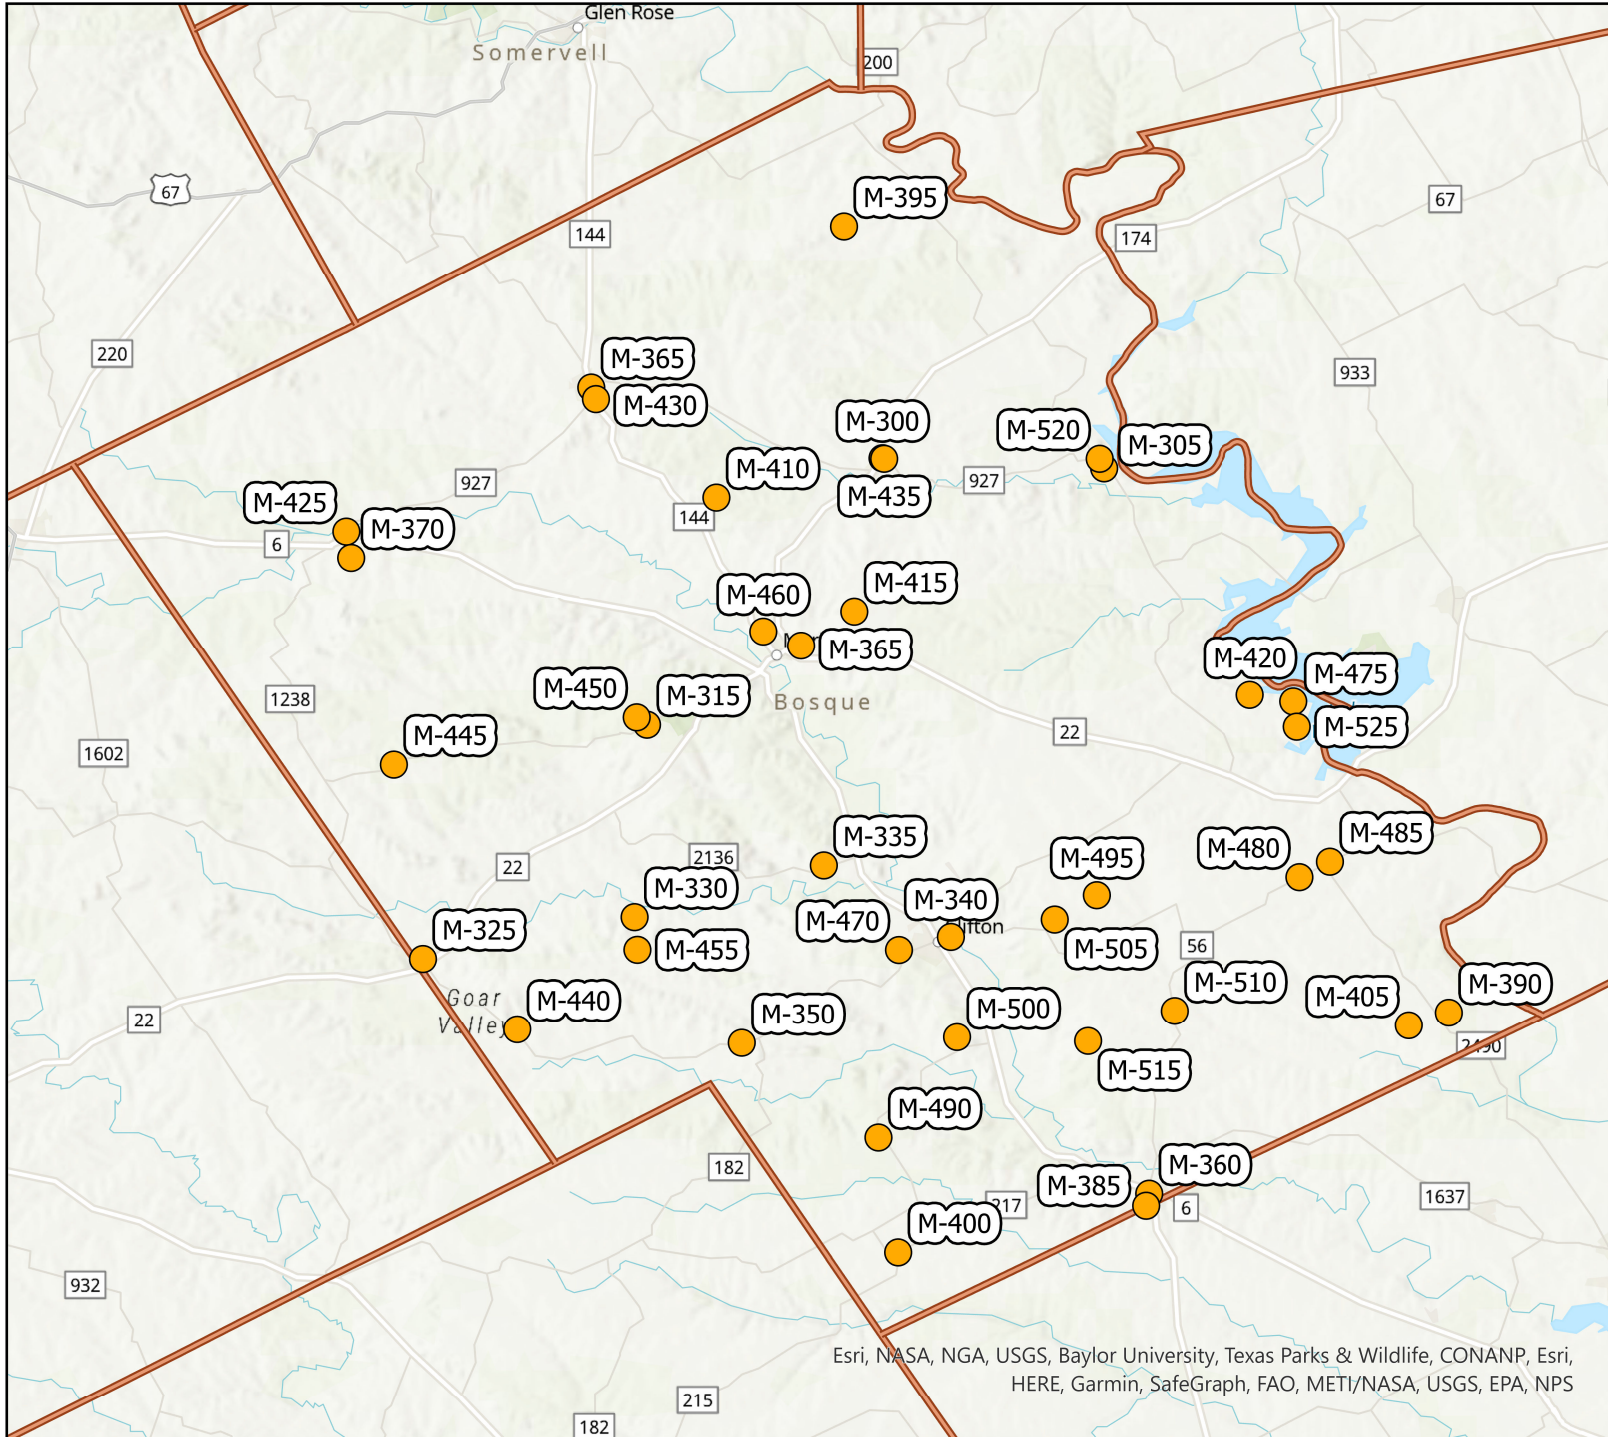 Glen Rose
Somervell
200
67
M-395
67
144
174
220
M-365
933
M-430
M-300
M-520
M-305
M-410
927
M-435
927
M-425
144
M-370
6
M-415
M-460
M-365
M-420
M-475
M-450
M-315
1238
Bosque
M-525
M-445
22
1602
M-335
M-485
M-480
M-495
2136
22
M-330
M-340
M-470
M-325
M-455
M-505
56
M--510
M-390
Goar
Valley
M-440
M-405
22
M-350
M-500
2490
M-515
M-490
182
M-360
M-385
1637
217
6
M-400
932
Esri, NASA, NGA, USGS, Baylor University, Texas Parks & Wildlife, CONANP, Esri,
HERE, Garmin, SafeGraph, FAO, METI/NASA, USGS, EPA, NPS
215
182